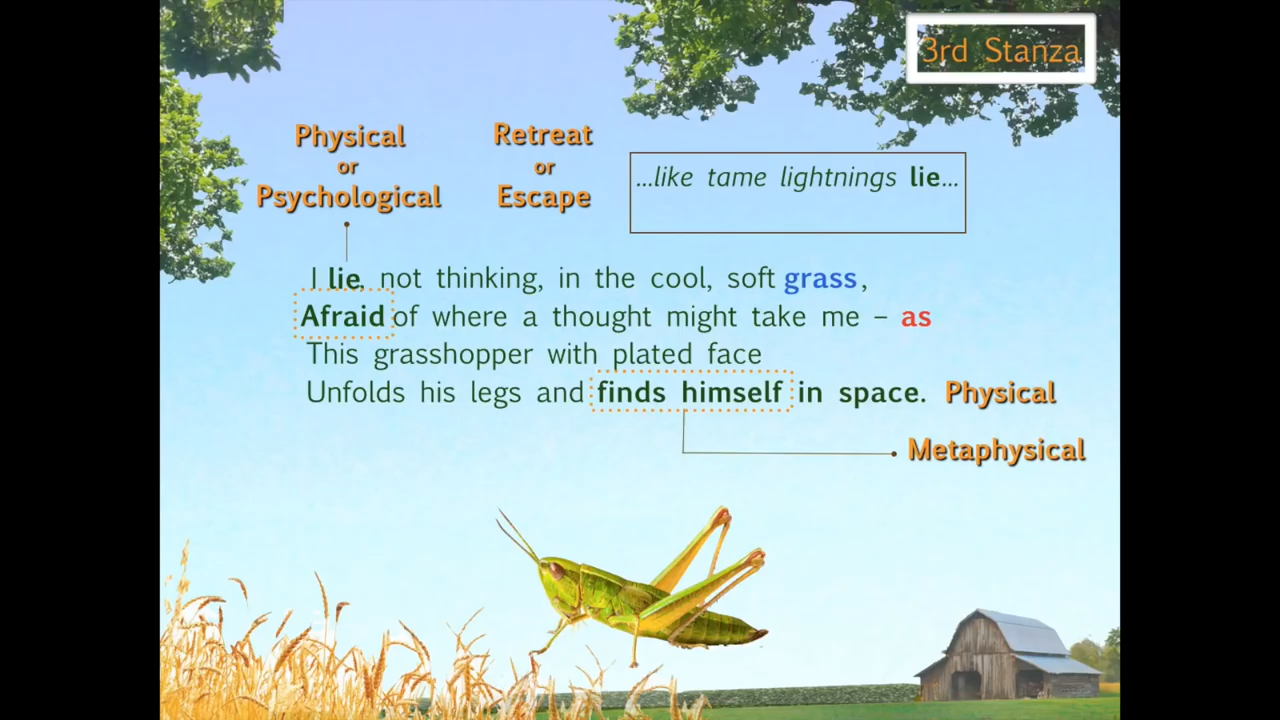 3rd Stanza
Physical
or
Psychological
Retreat
or
Escape
...like tame lightnings lie...
I lie, not thinking, in the cool, soft grass,
Afraid of where a thought might take me – as
This grasshopper with plated face
Unfolds his legs and finds himself in space. Physical
Metaphysical